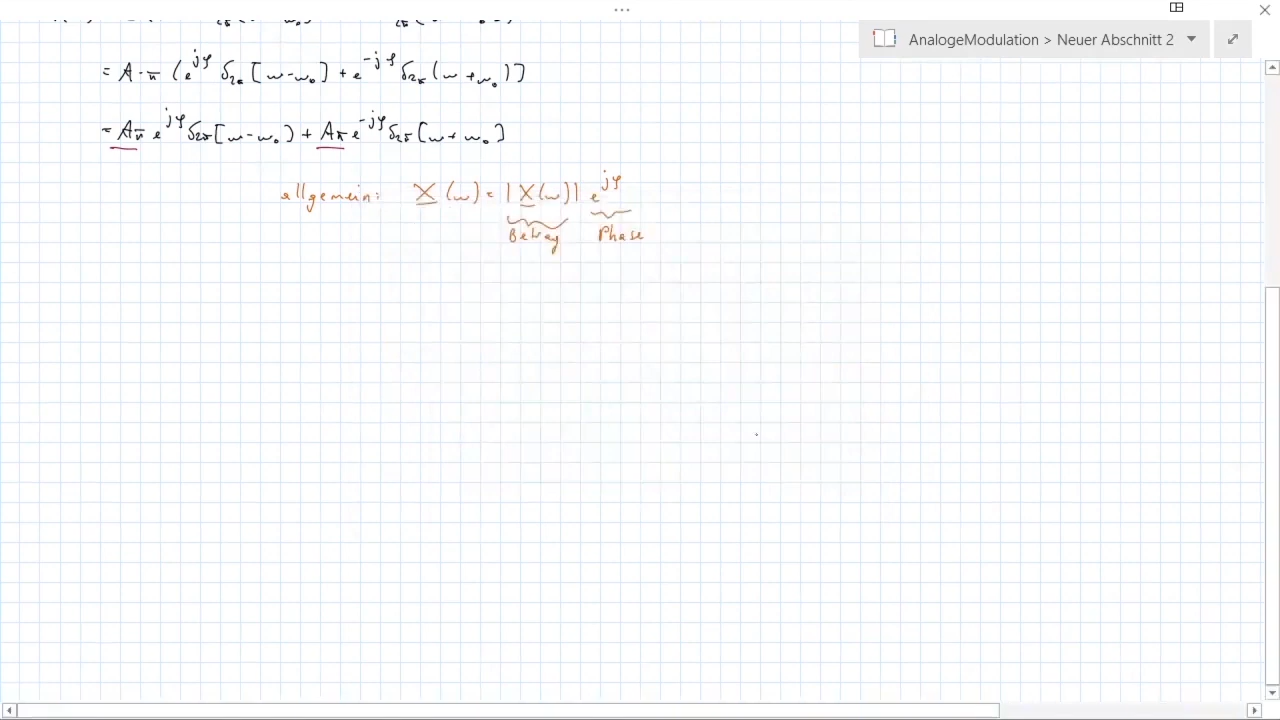 AnalogeModulation > Neuer Abschnitt 2
= A·π (e^{jφ} δ_{2π}[ω-ω₀] + e^{-jφ} δ_{2π}(ω+ω₀)]
= Aπ e^{jφ} δ_{2π}[ω-ω₀) + Aπ e^{-jφ} δ_{2π}[ω+ω₀)
allgemein: X(ω) = |X(ω)| e^{jφ}
Betrag Phase